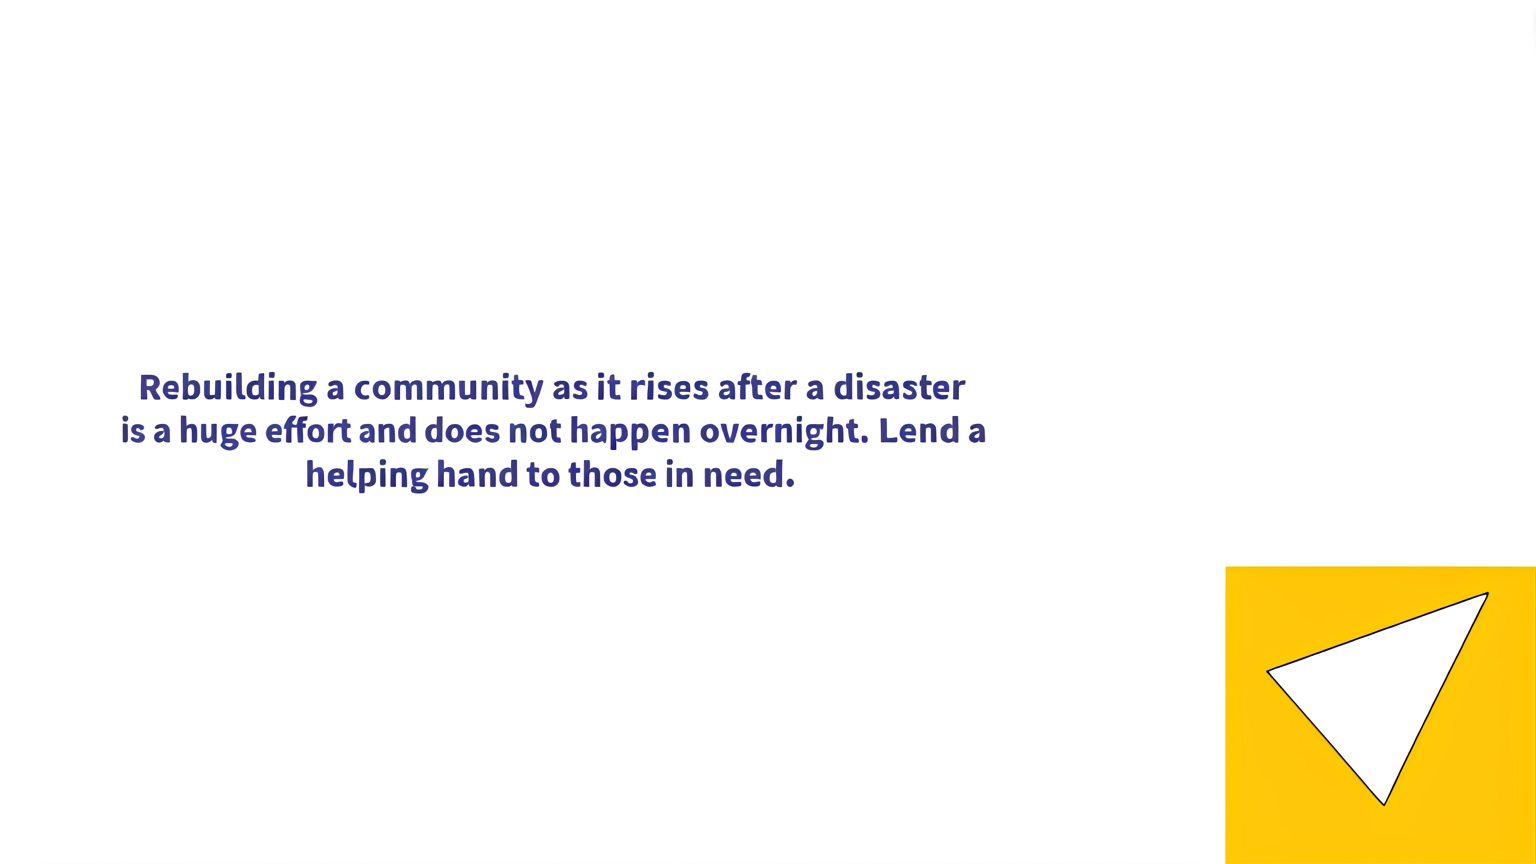 Rebuilding a community as it rises after a disaster
is a huge effort and does not happen overnight. Lend a
helping hand to those in need.